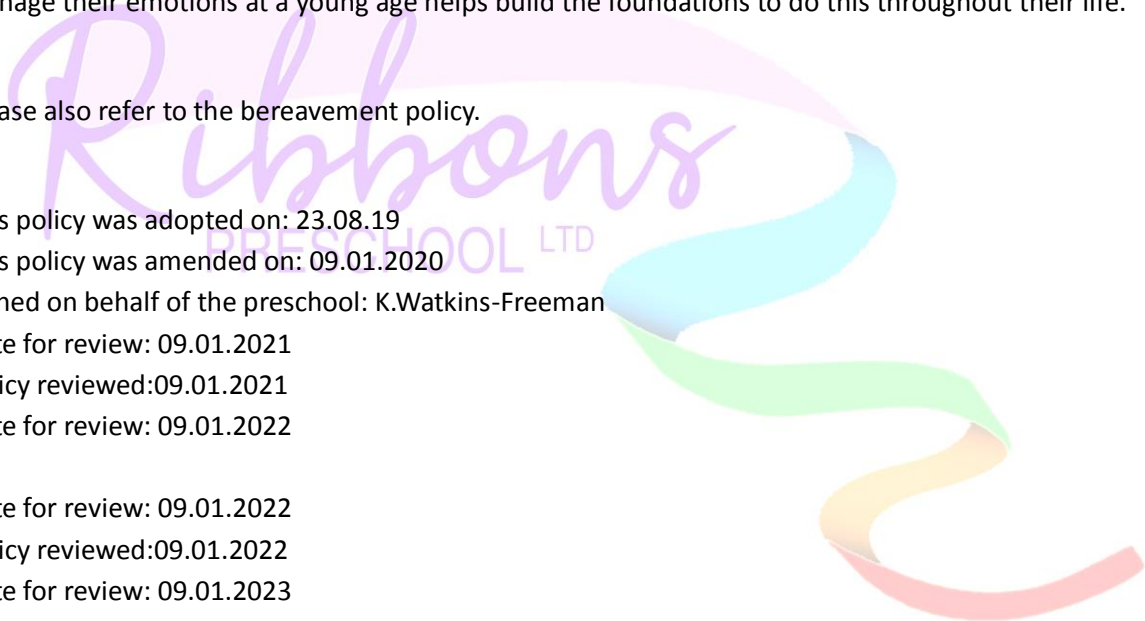 nage their emotions at a young age helps build the foundations to do this throughout their life.
ase also refer to the bereavement policy.
Ribbons
PRESCHOOL LTD
s policy was adopted on: 23.08.19
s policy was amended on: 09.01.2020
ned on behalf of the preschool: K.Watkins-Freeman
te for review: 09.01.2021
icy reviewed:09.01.2021
te for review: 09.01.2022
te for review: 09.01.2022
icy reviewed:09.01.2022
te for review: 09.01.2023